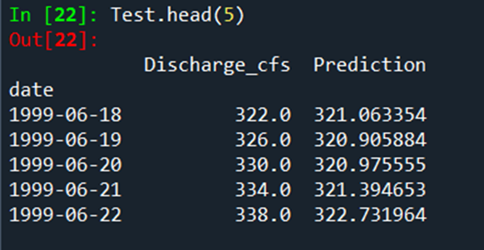 In [22]: Test.head(5)
Out[22]:
Discharge_cfs Prediction
date
1999-06-18 322.0 321.063354
1999-06-19 326.0 320.905884
1999-06-20 330.0 320.975555
1999-06-21 334.0 321.394653
1999-06-22 338.0 322.731964